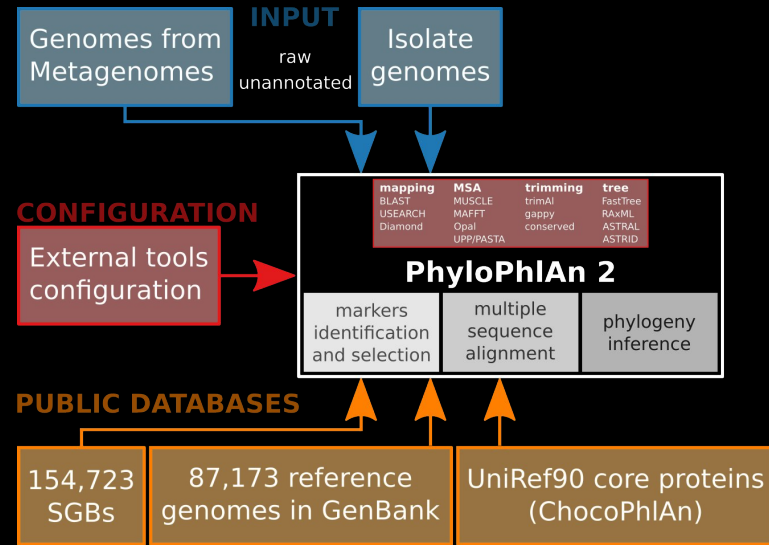 INPUT
Genomes from
Metagenomes
raw
unannotated
Isolate
genomes
mapping MSA trimming tree
BLAST MUSCLE trimAl FastTree
USEARCH MAFFT gappy RAxML
Diamond Opal conserved ASTRAL
UPP/PASTA ASTRID
CONFIGURATION
External tools
configuration
PhyloPhlAn 2
markers
identification
and selection
multiple
sequence
alignment
phylogeny
inference
PUBLIC DATABASES
154,723
SGBs
87,173 reference
genomes in GenBank
UniRef90 core proteins
(ChocoPhlAn)